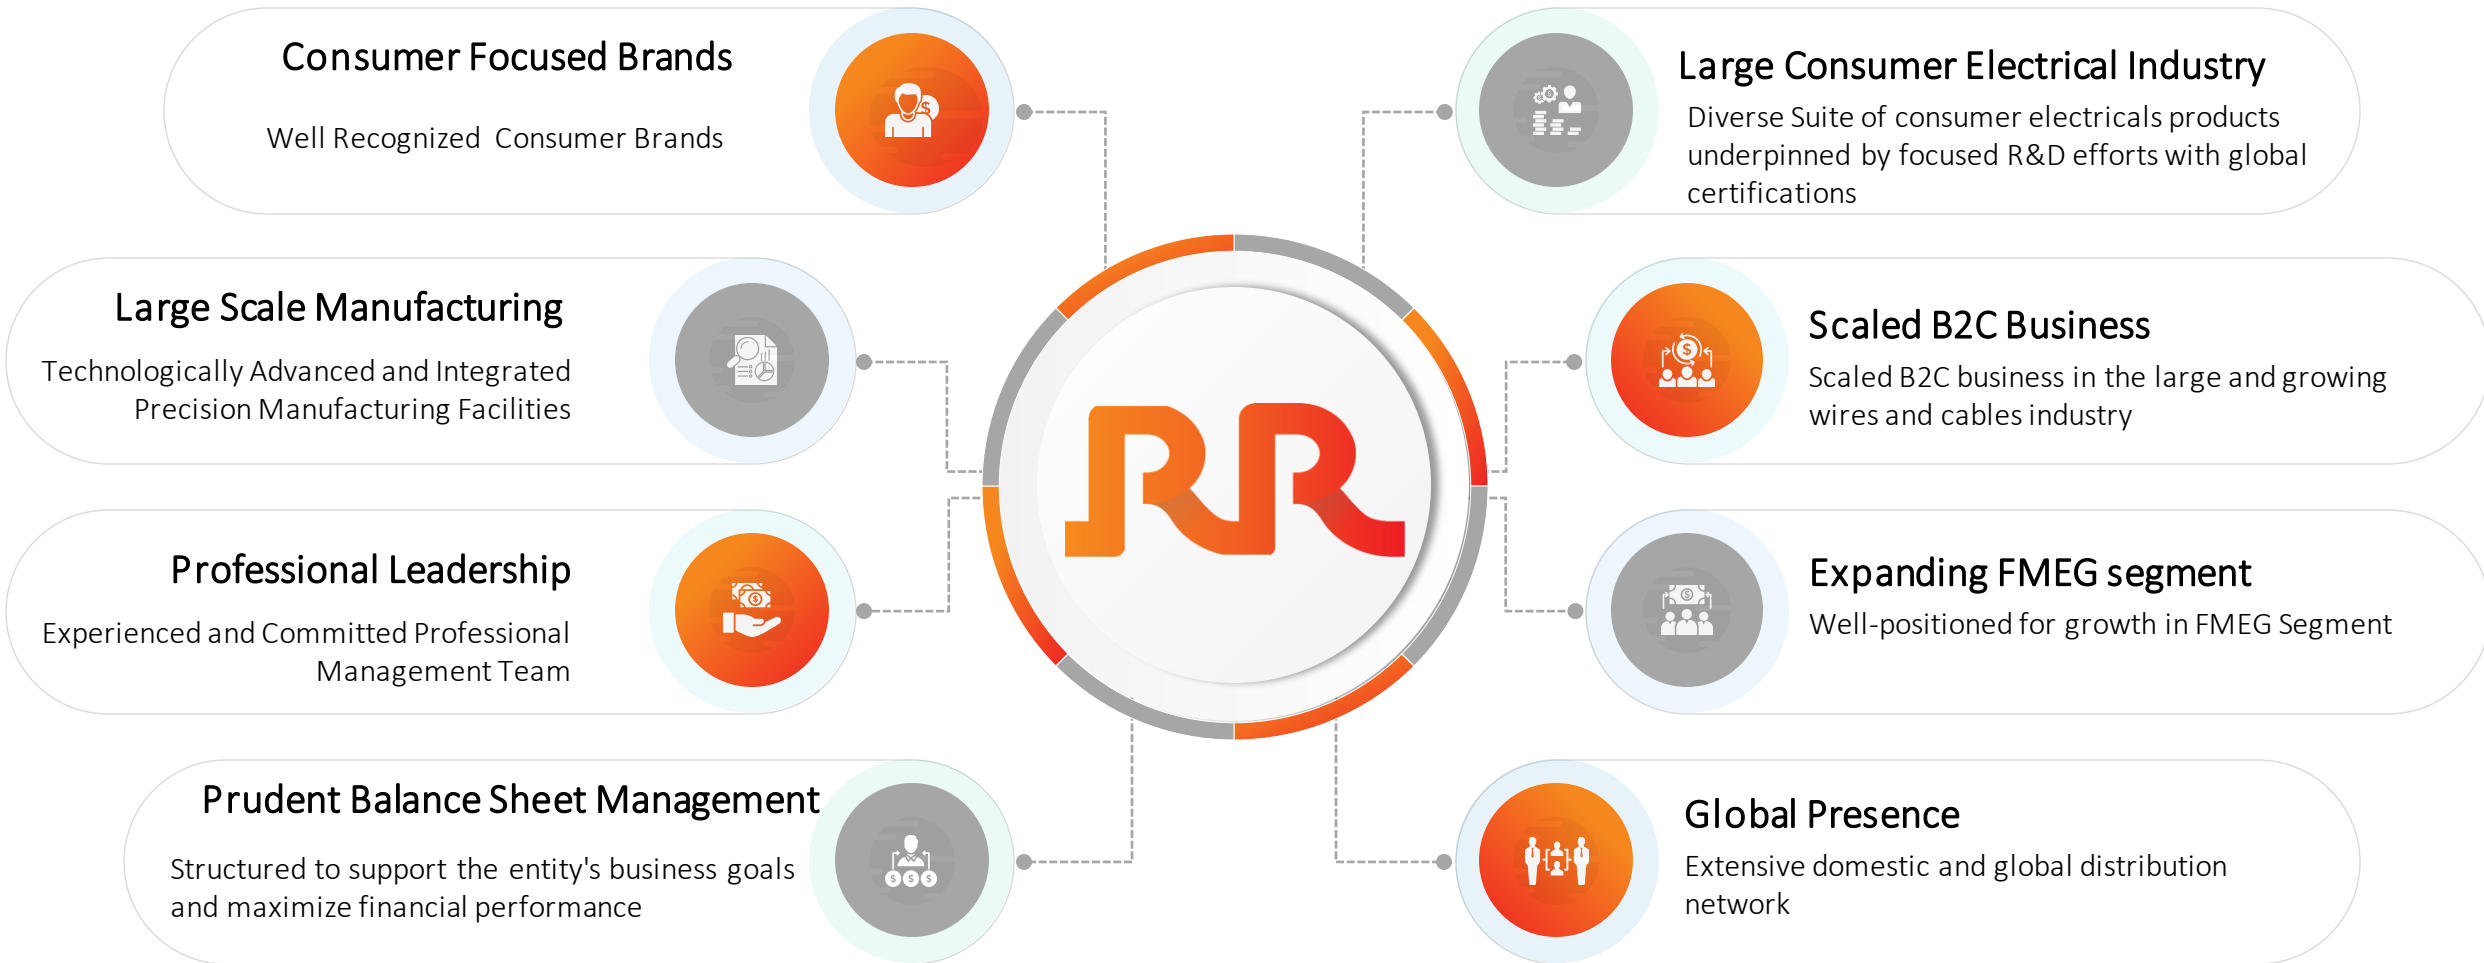 Consumer Focused Brands
Well Recognized Consumer Brands
Large Scale Manufacturing
Technologically Advanced and Integrated
Precision Manufacturing Facilities
Professional Leadership
Experienced and Committed Professional
Management Team
Prudent Balance Sheet Management
Structured to support the entity's business goals
and maximize financial performance
RR
Large Consumer Electrical Industry
Diverse Suite of consumer electricals products
underpinned by focused R&D efforts with global
certifications
Scaled B2C Business
Scaled B2C business in the large and growing
wires and cables industry
Expanding FMEG segment
Well-positioned for growth in FMEG Segment
Global Presence
Extensive domestic and global distribution
network